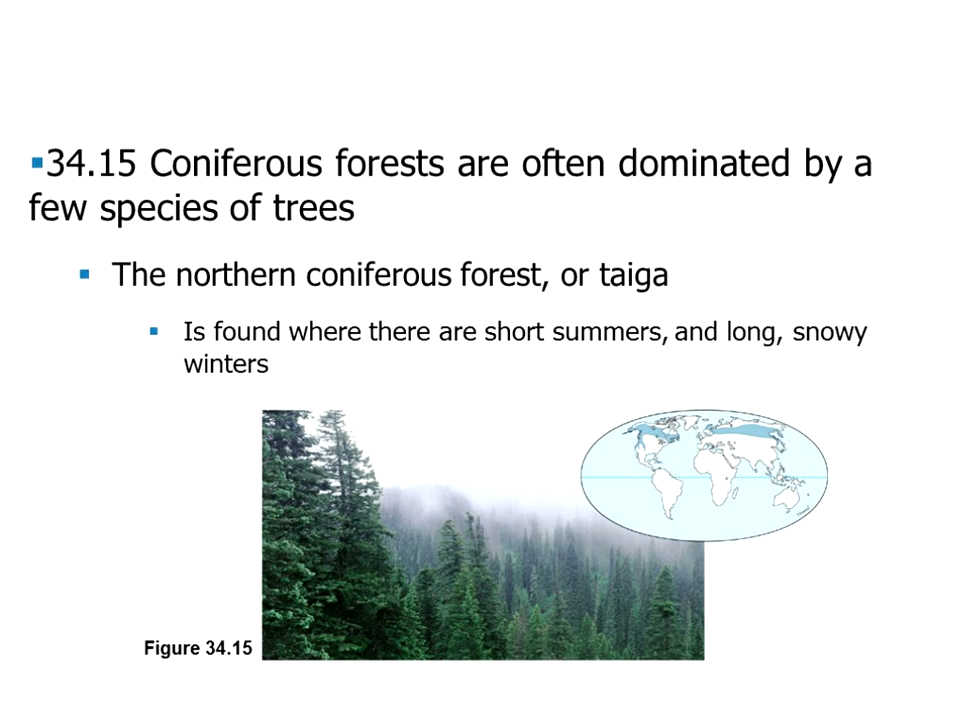 ▪34.15 Coniferous forests are often dominated by a
few species of trees
▪ The northern coniferous forest, or taiga
▪ Is found where there are short summers, and long, snowy
winters
Figure 34.15